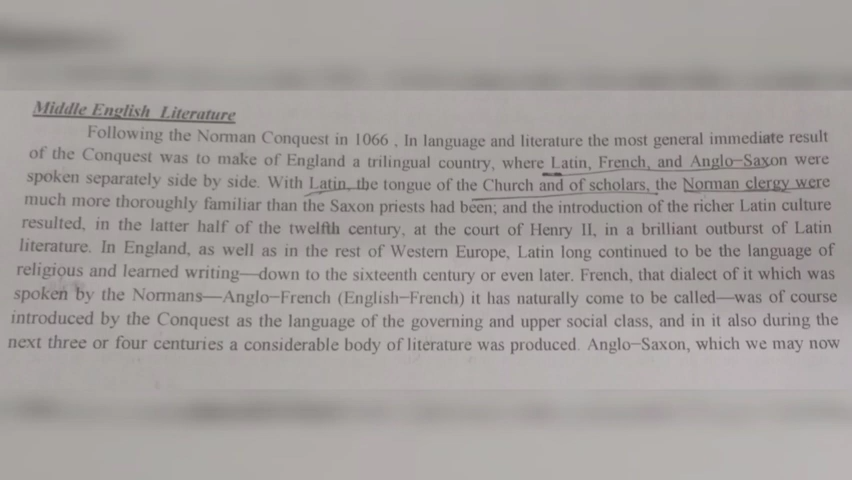 Middle English Literature
Following the Norman Conquest in 1066 , In language and literature the most general immediate result
of the Conquest was to make of England a trilingual country, where Latin, French, and Anglo-Saxon were
spoken separately side by side. With Latin, the tongue of the Church and of scholars, the Norman clergy were
much more thoroughly familiar than the Saxon priests had been; and the introduction of the richer Latin culture
resulted, in the latter half of the twelfth century, at the court of Henry II, in a brilliant outburst of Latin
literature. In England, as well as in the rest of Western Europe, Latin long continued to be the language of
religious and learned writing—down to the sixteenth century or even later. French, that dialect of it which was
spoken by the Normans—Anglo-French (English-French) it has naturally come to be called—was of course
introduced by the Conquest as the language of the governing and upper social class, and in it also during the
next three or four centuries a considerable body of literature was produced. Anglo-Saxon, which we may now